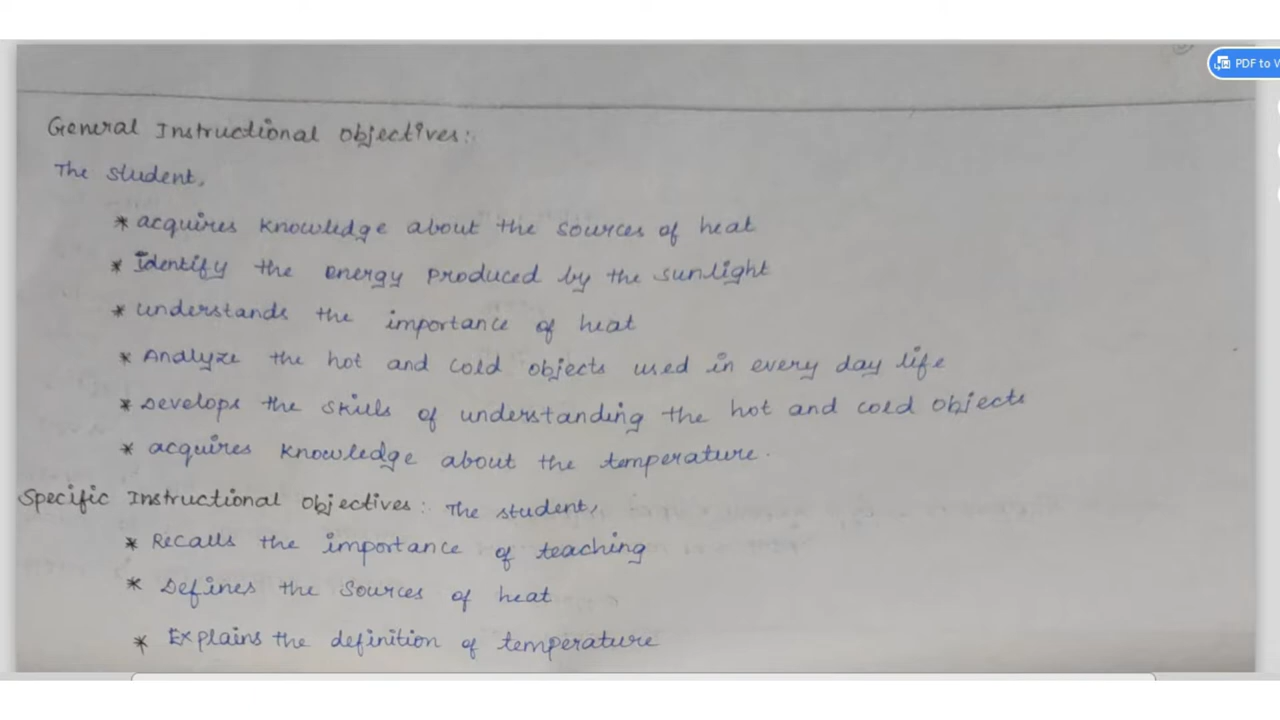 PDF to
General Instructional Objectives:
The student,
* acquires knowledge about the sources of heat
* Identify the energy produced by the sunlight
* understands the importance of heat
* Analyze the hot and cold objects used in every day life
* Develops the skills of understanding the hot and cold objects
* acquires knowledge about the temperature.
Specific Instructional Objectives: The student,
* Recalls the importance of teaching
* Defines the sources of heat
* Explains the definition of temperature